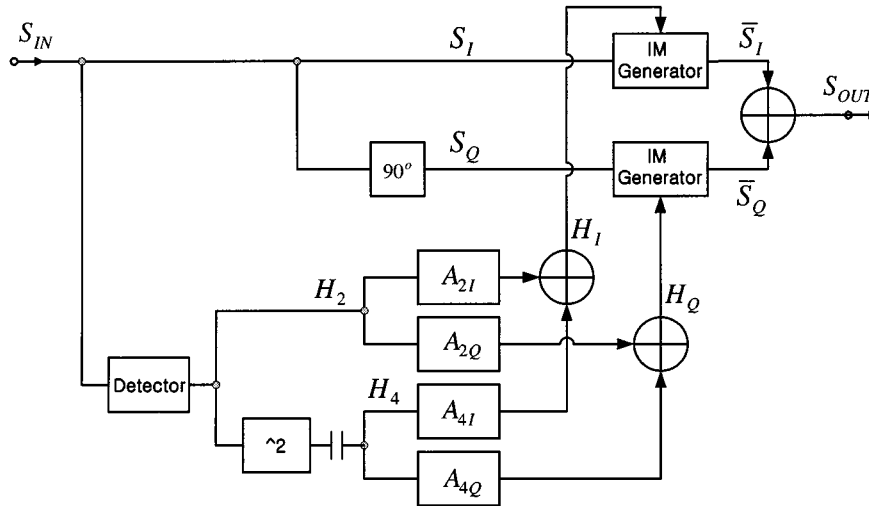 S_IN
S_I
IM
Generator
S̅_I
S_OUT
90°
S_Q
IM
Generator
S̅_Q
H_I
H_2
A_2I
H_Q
A_2Q
Detector
H_4
A_4I
^2
A_4Q